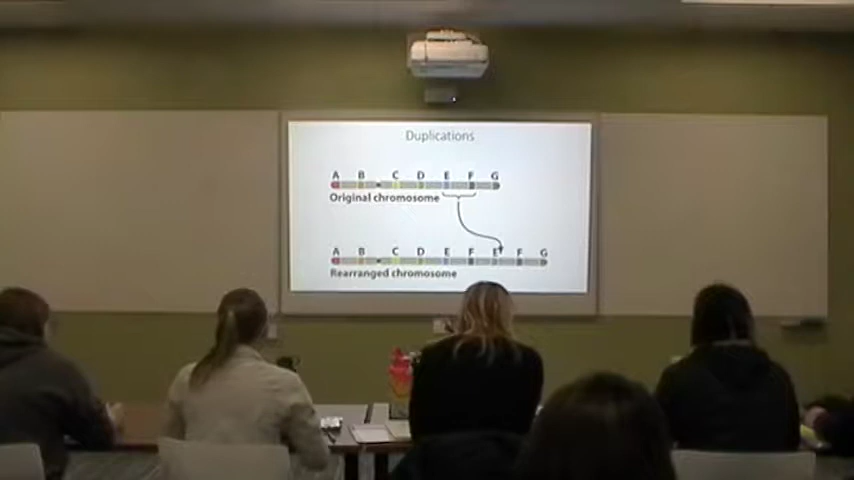 Duplications
A B C D E F G
Original chromosome
A B C D E F E F G
Rearranged chromosome